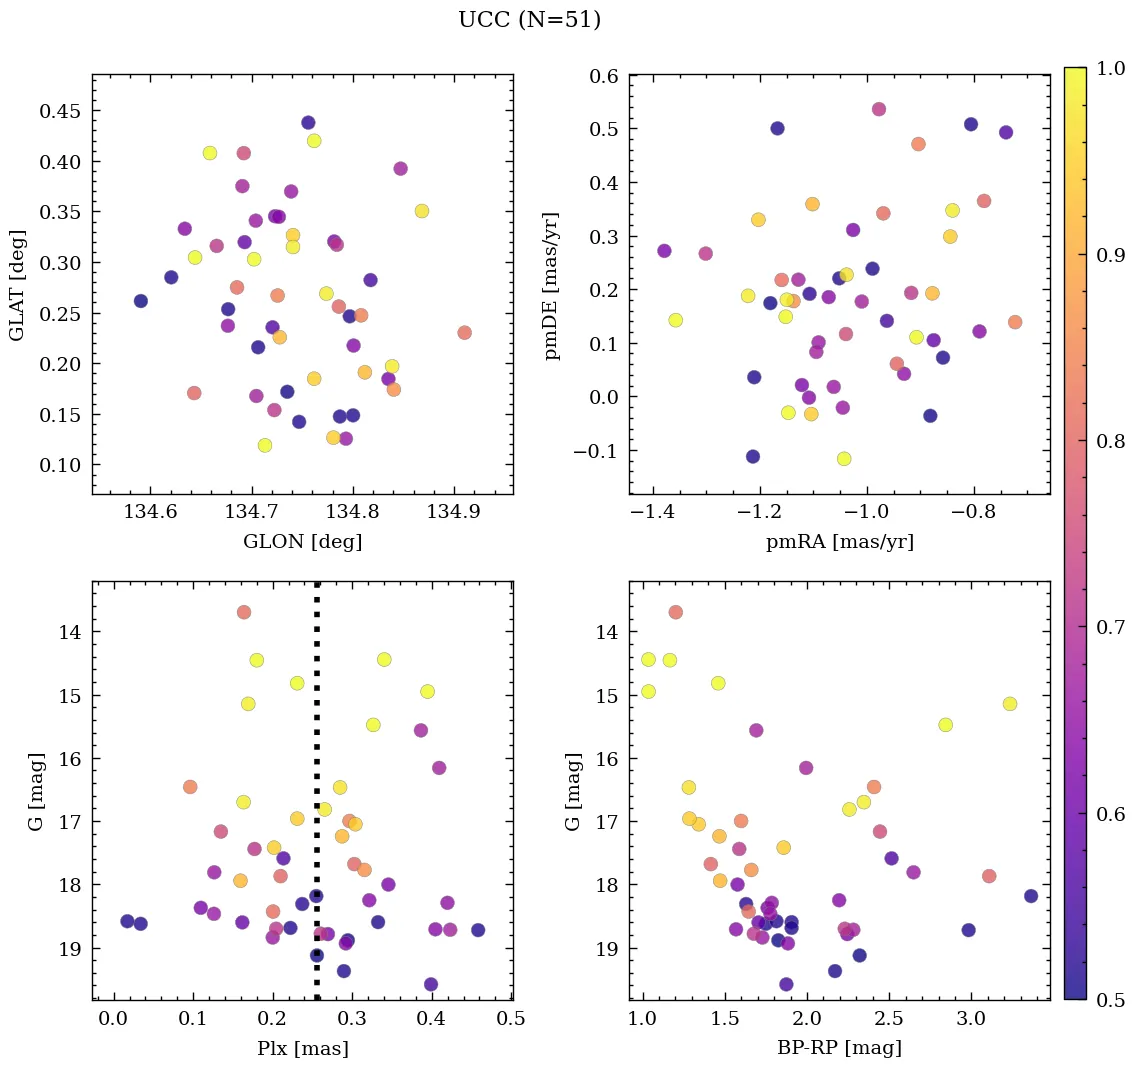 UCC (N=51)
0.45
0.40
0.35
0.30
0.25
0.20
0.15
0.10
GLAT [deg]
134.6 134.7 134.8 134.9
GLON [deg]
0.6
0.5
0.4
0.3
0.2
0.1
0.0
−0.1
pmDE [mas/yr]
−1.4 −1.2 −1.0 −0.8
pmRA [mas/yr]
14
15
16
17
18
19
G [mag]
0.0 0.1 0.2 0.3 0.4 0.5
Plx [mas]
14
15
16
17
18
19
G [mag]
1.0 1.5 2.0 2.5 3.0
BP-RP [mag]
1.0
0.9
0.8
0.7
0.6
0.5